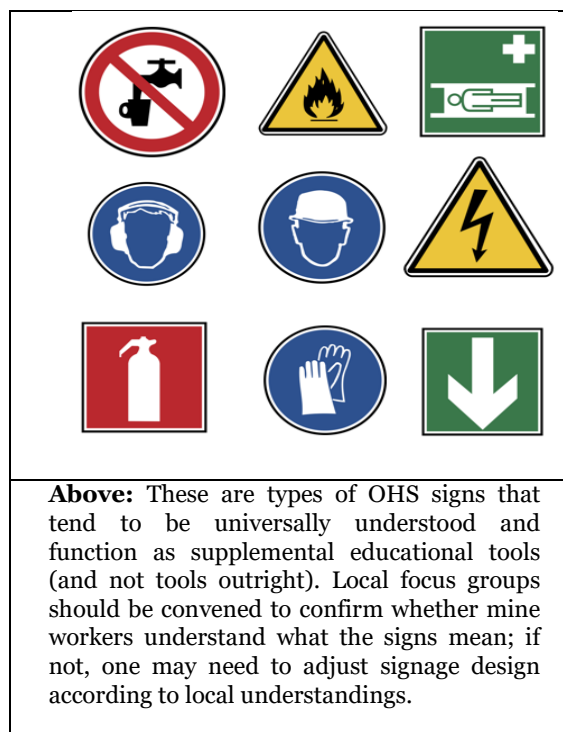 Above: These are types of OHS signs that
tend to be universally understood and
function as supplemental educational tools
(and not tools outright). Local focus groups
should be convened to confirm whether mine
workers understand what the signs mean; if
not, one may need to adjust signage design
according to local understandings.